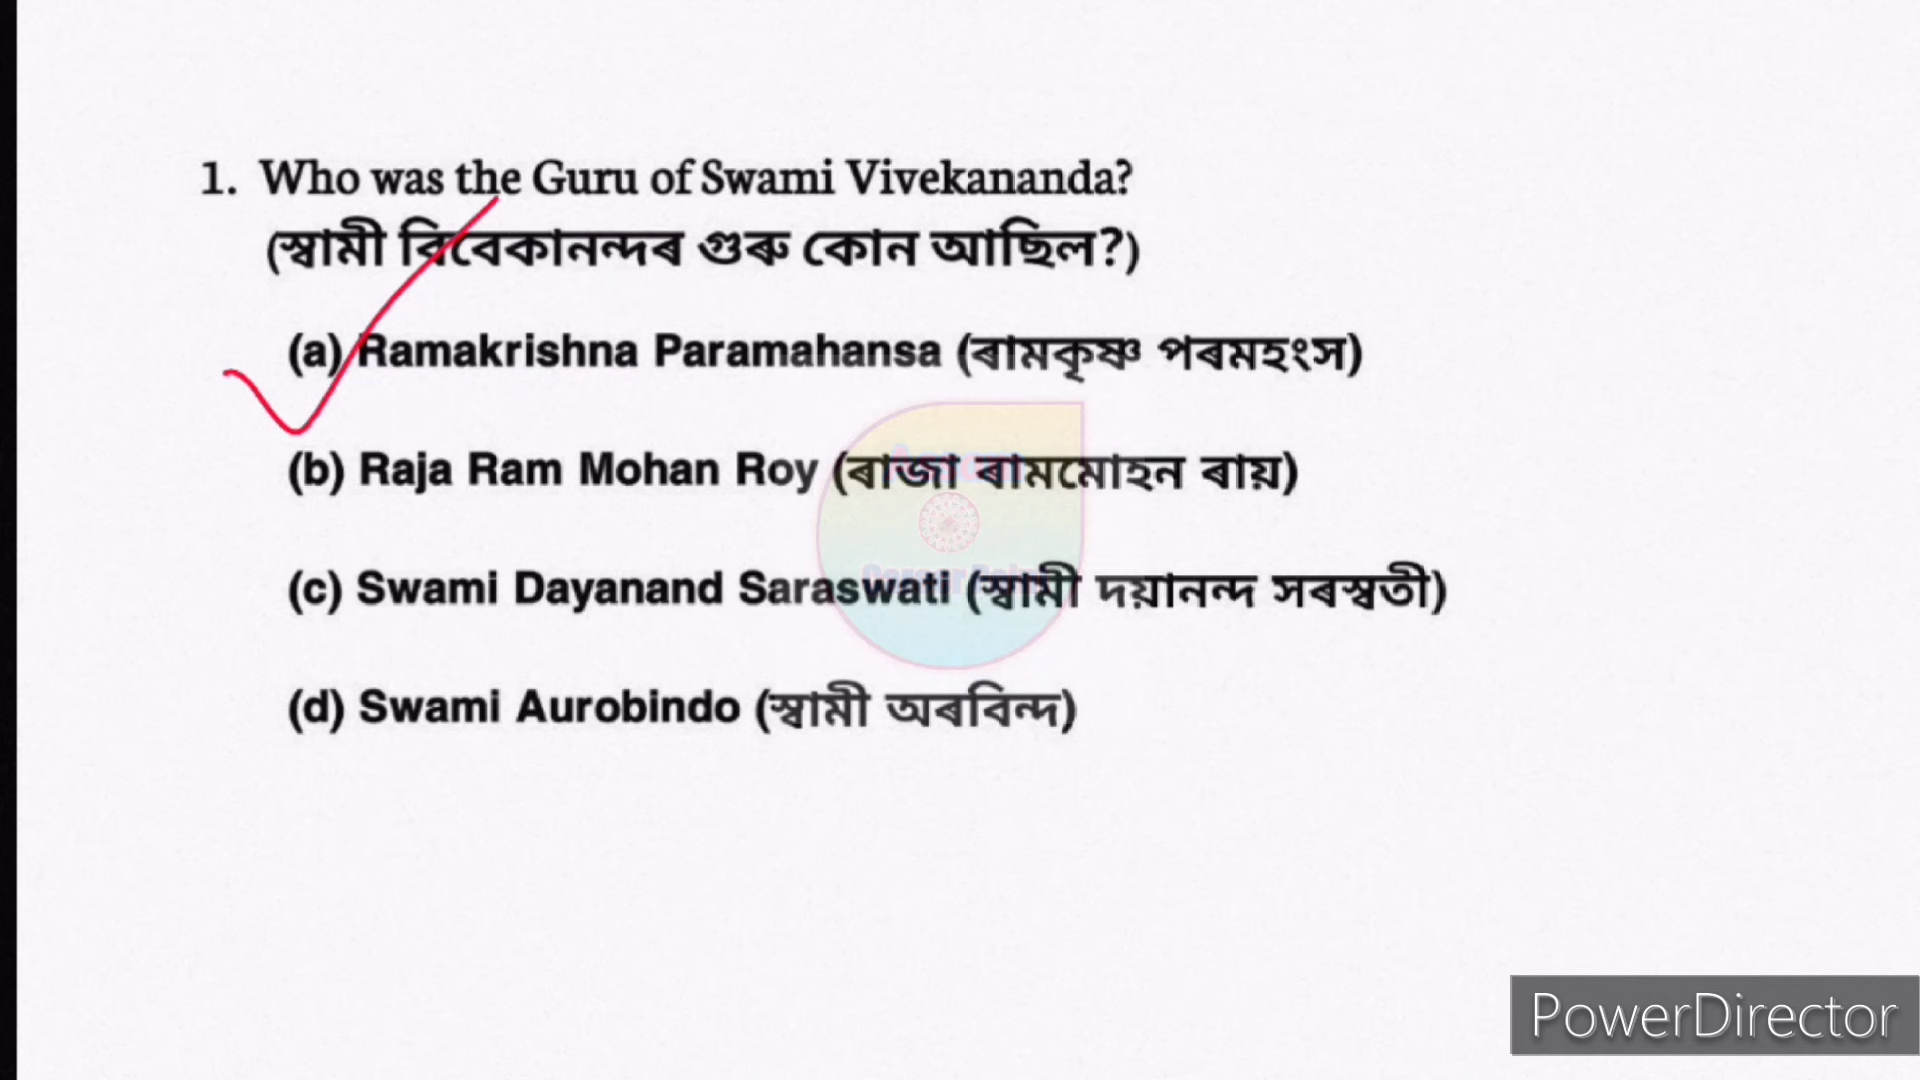 1. Who was the Guru of Swami Vivekananda?
(স্বামী বিবেকানন্দৰ গুৰু কোন আছিল?)
(a) Ramakrishna Paramahansa (ৰামকৃষ্ণ পৰমহংস)
(b) Raja Ram Mohan Roy (ৰাজা ৰামমোহন ৰায়)
(c) Swami Dayanand Saraswati (স্বামী দয়ানন্দ সৰস্বতী)
(d) Swami Aurobindo (স্বামী অৰবিন্দ)
PowerDirector